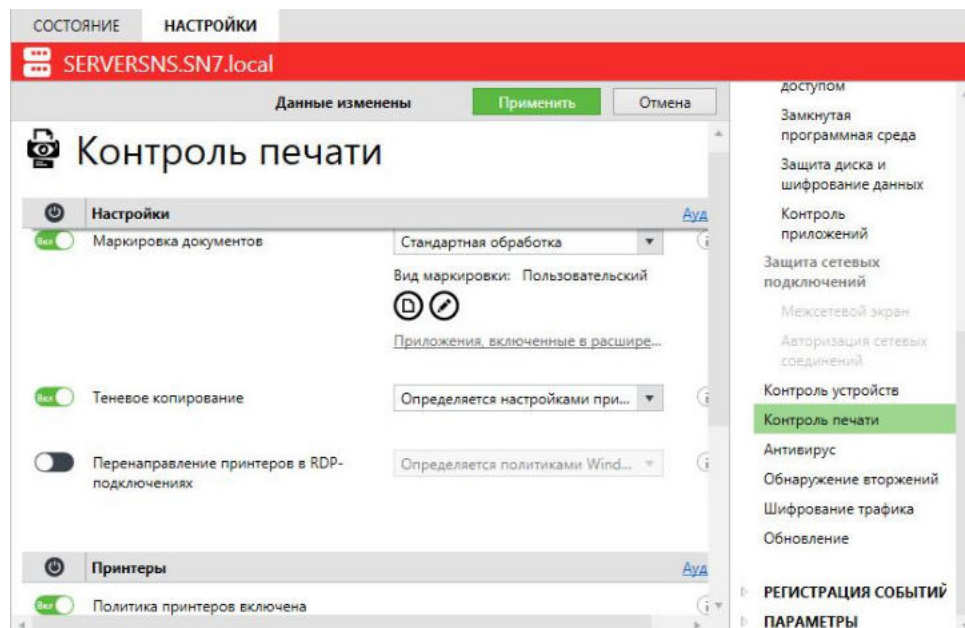 СОСТОЯНИЕ
НАСТРОЙКИ
SERVERSNS.SN7.local
Данные изменены
Применить
Отмена
Контроль печати
Настройки
Ауд
Вкл
Маркировка документов
Стандартная обработка
Вид маркировки: Пользовательский
Приложения, включенные в расшире...
Вкл
Теневое копирование
Определяется настройками при...
Перенаправление принтеров в RDP-
подключениях
Определяется политиками Wind...
Принтеры
Ауд
Вкл
Политика принтеров включена
доступом
Замкнутая
программная среда
Защита диска и
шифрование данных
Контроль
приложений
Защита сетевых
подключений
Межсетевой экран
Авторизация сетевых
соединений
Контроль устройств
Контроль печати
Антивирус
Обнаружение вторжений
Шифрование трафика
Обновление
РЕГИСТРАЦИЯ СОБЫТИЙ
ПАРАМЕТРЫ